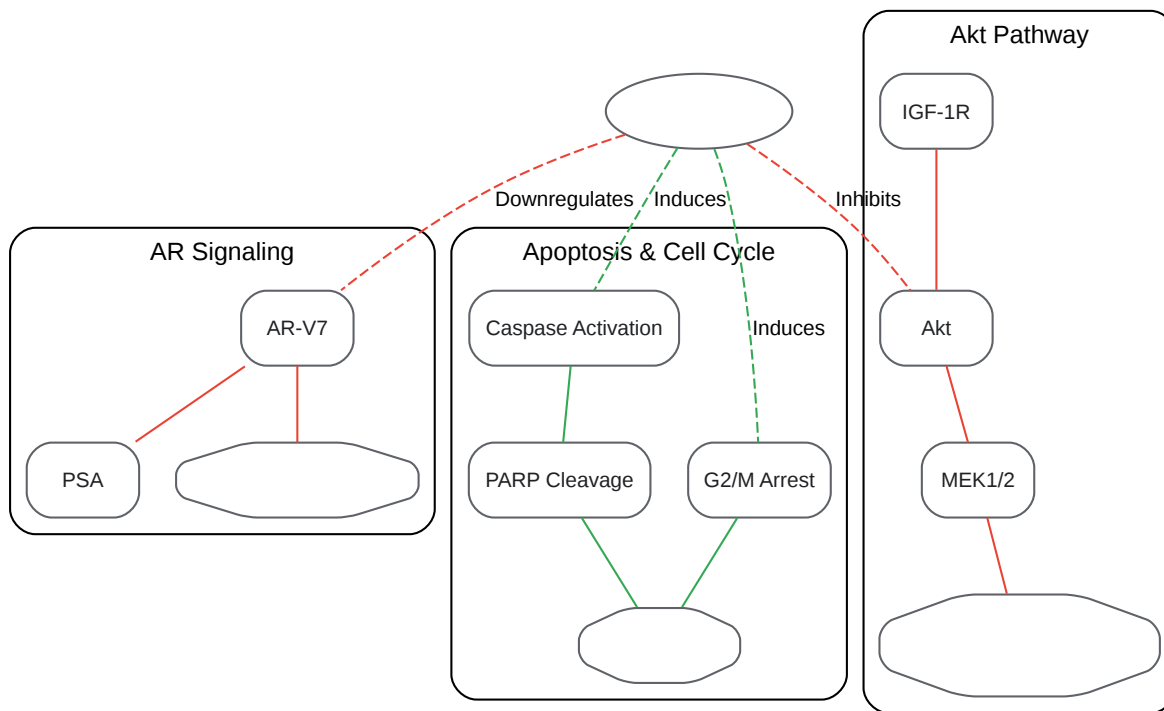 Akt Pathway
IGF-1R
Downregulates
Induces
Inhibits
AR Signaling
Apoptosis & Cell Cycle
AR-V7
Caspase Activation
Induces
Akt
PSA
PARP Cleavage
G2/M Arrest
MEK1/2